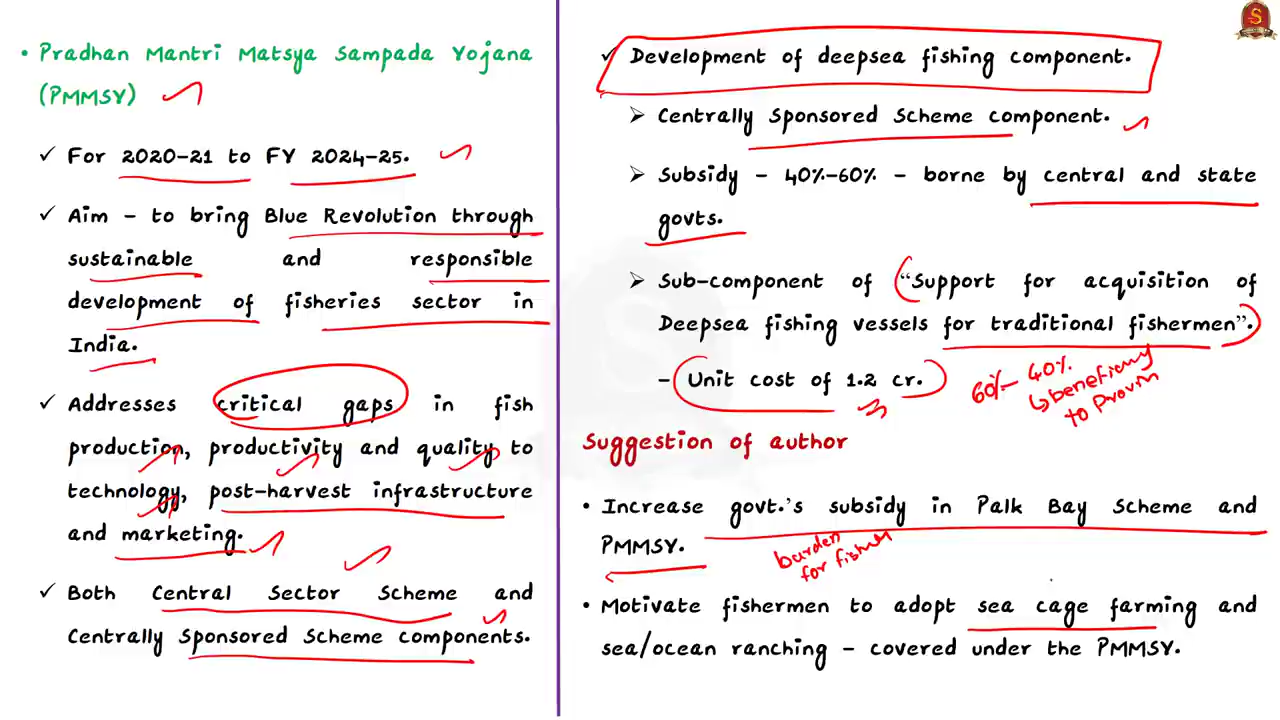 • Pradhan Mantri Matsya Sampada Yojana
(PMMSY)
✓ For 2020-21 to FY 2024-25.
✓ Aim - to bring Blue Revolution through
sustainable and responsible
development of fisheries sector in
India.
✓ Addresses critical gaps in fish
production, productivity and quality to
technology, post-harvest infrastructure
and marketing.
✓ Both Central Sector Scheme and
Centrally Sponsored Scheme components.
✓ Development of deepsea fishing component.
➢ Centrally Sponsored Scheme component.
➢ Subsidy - 40%-60% - borne by central and state
govts.
➢ Sub-component of "Support for acquisition of
Deepsea fishing vessels for traditional fishermen".
- Unit cost of 1.2 cr.
60%- 40%
↳beneficiary
to Provin
Suggestion of author
• Increase govt.'s subsidy in Palk Bay Scheme and
PMMSY.
burden
for fisher
• Motivate fishermen to adopt sea cage farming and
sea/ocean ranching - covered under the PMMSY.